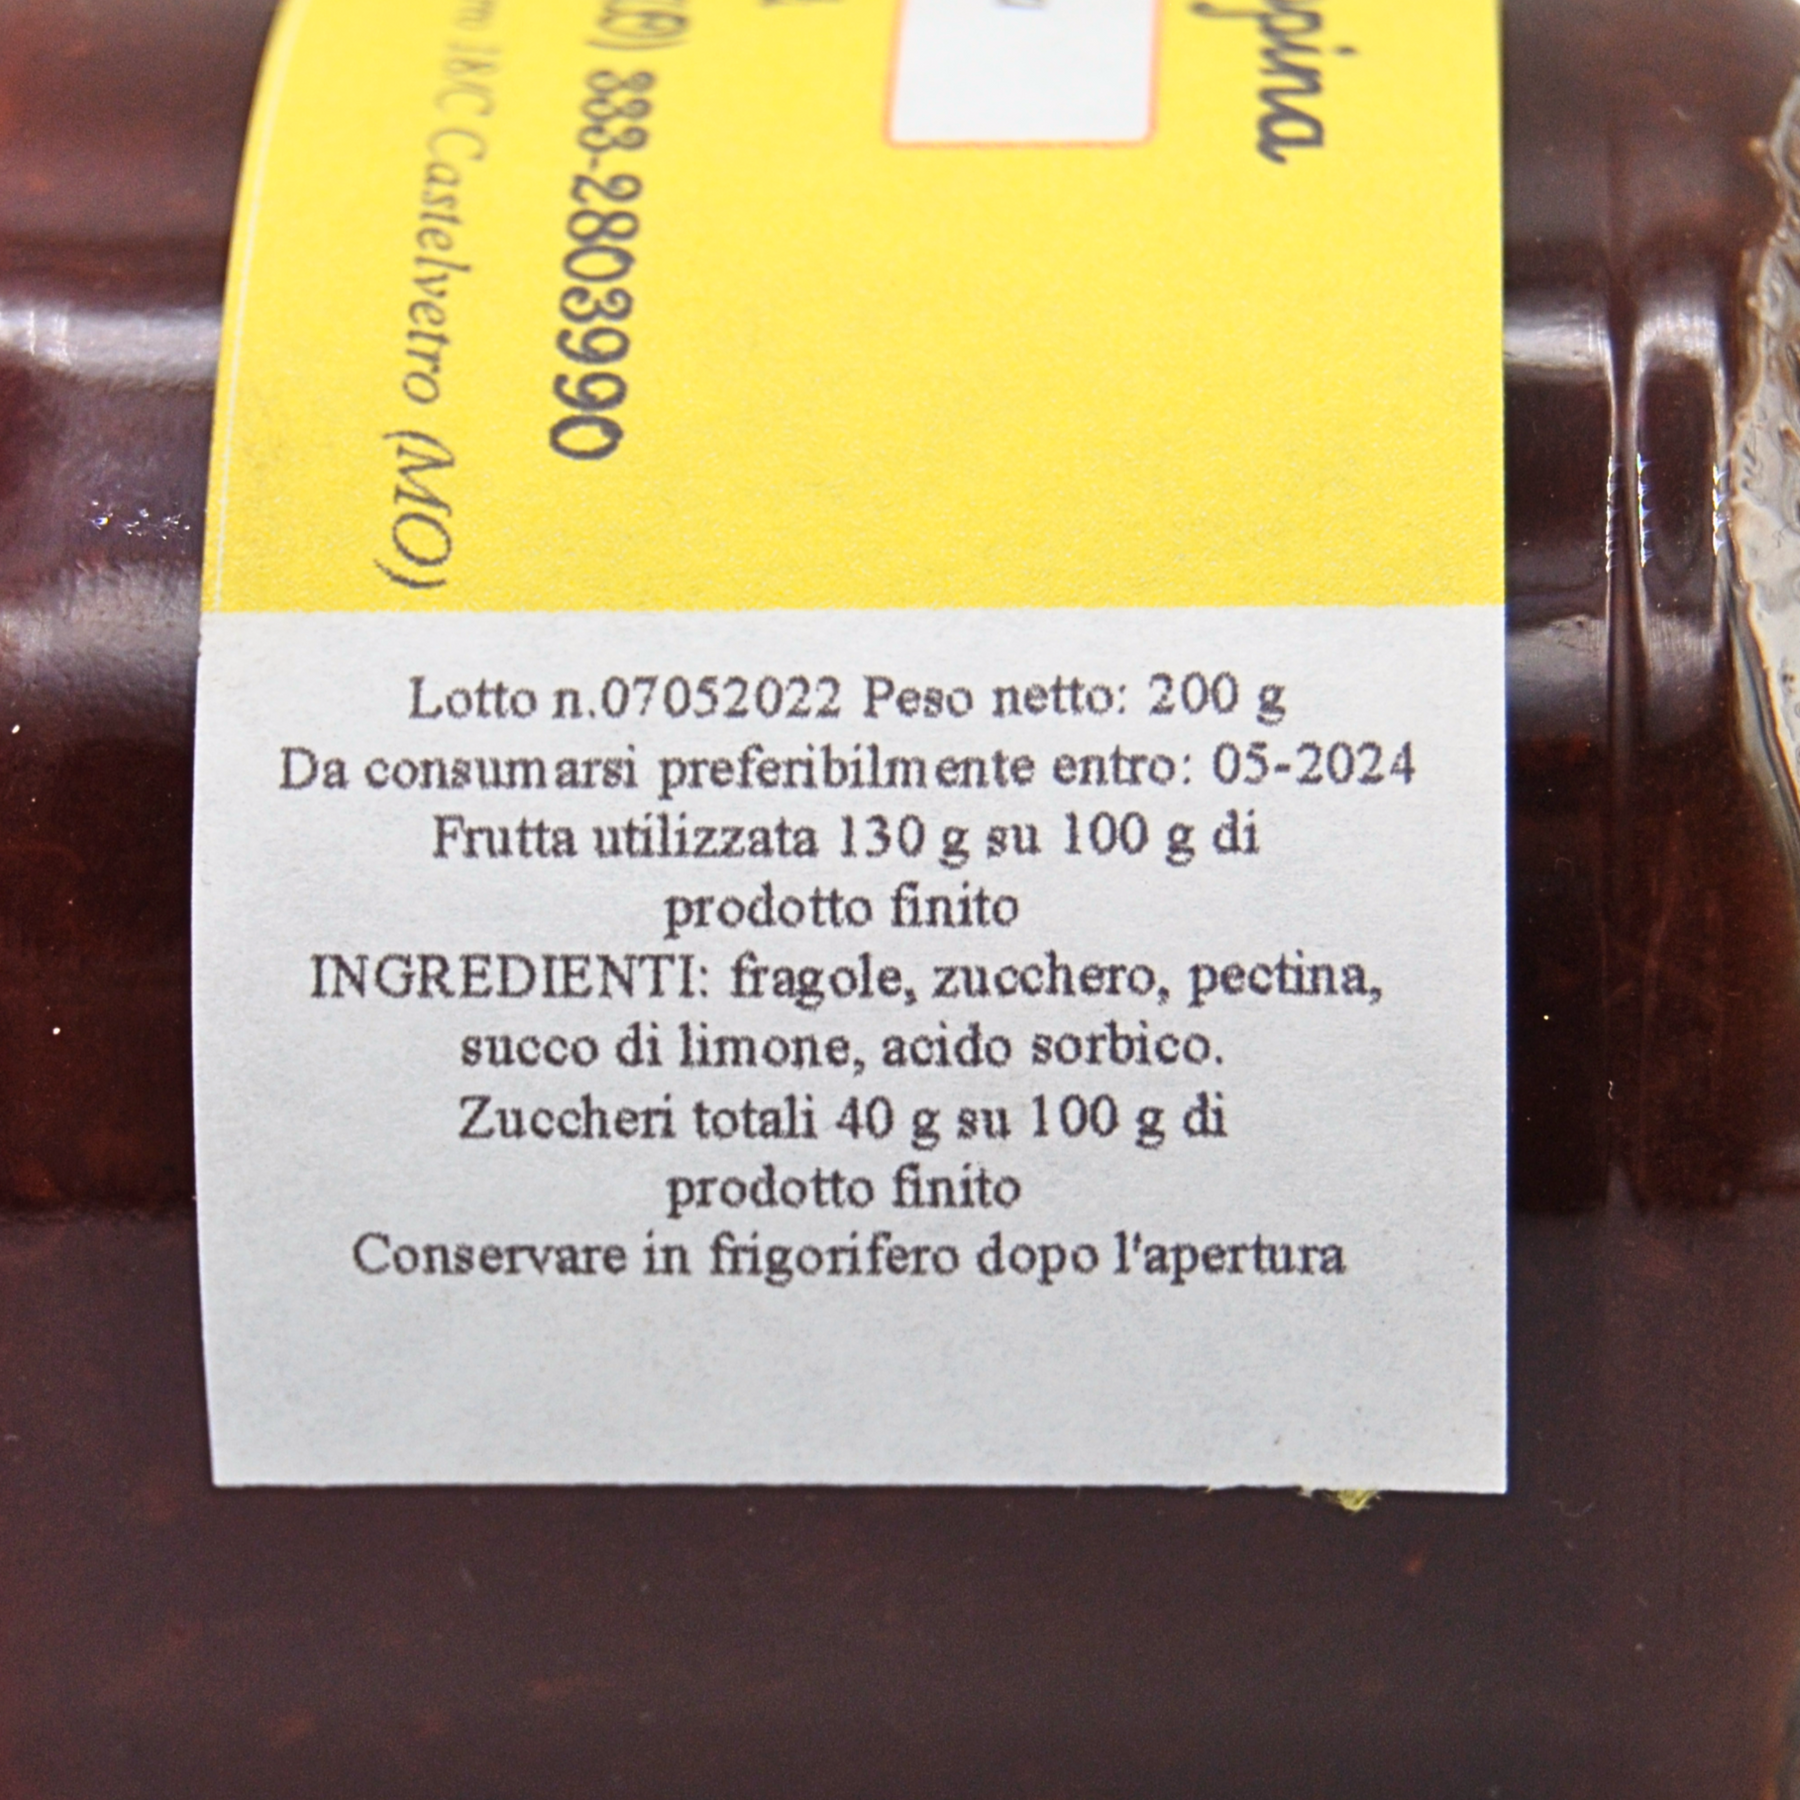 18/C Castelvetro (MO)
333-2803990
Lotto n.07052022 Peso netto: 200 g
Da consumarsi preferibilmente entro: 05-2024
Frutta utilizzata 130 g su 100 g di
prodotto finito
INGREDIENTI: fragole, zucchero, pectina,
succo di limone, acido sorbico.
Zuccheri totali 40 g su 100 g di
prodotto finito
Conservare in frigorifero dopo l'apertura